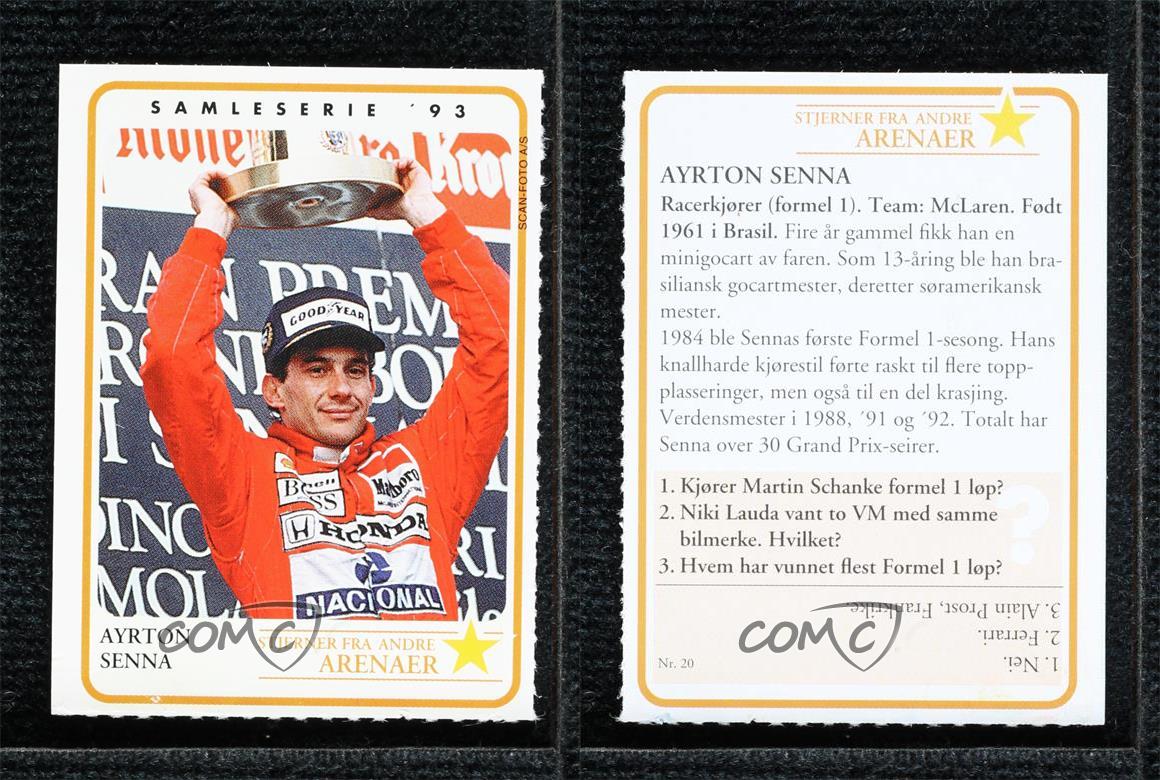 SAMLESERIE ´93
SCAN-FOTO A/S
RAN PREM
GOOD YEAR
Marlboro
HONDA
NACIONAL
AYRTON
SENNA
STJERNER FRA ANDRE
ARENAER
COMC
STJERNER FRA ANDRE
ARENAER
AYRTON SENNA
Racerkjører (formel 1). Team: McLaren. Født
1961 i Brasil. Fire år gammel fikk han en
minigocart av faren. Som 13-åring ble han bra-
siliansk gocartmester, deretter søramerikansk
mester.
1984 ble Sennas første Formel 1-sesong. Hans
knallharde kjørestil førte raskt til flere topp-
plasseringer, men også til en del krasjing.
Verdensmester i 1988, ´91 og ´92. Totalt har
Senna over 30 Grand Prix-seirer.
1. Kjører Martin Schanke formel 1 løp?
2. Niki Lauda vant to VM med samme
bilmerke. Hvilket?
3. Hvem har vunnet flest Formel 1 løp?
?
1. Nei.
2. Ferrari.
3. Alain Prost, Frankrike.
Nr. 20
COMC